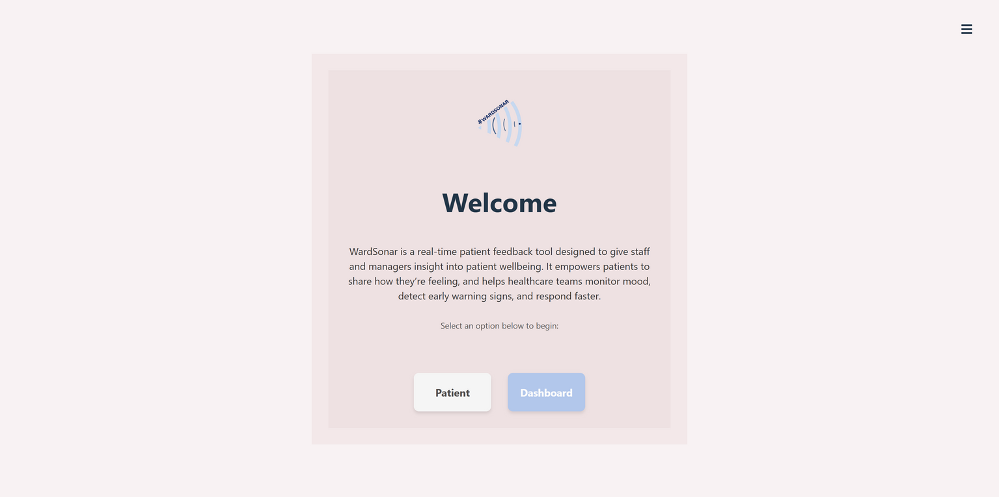 #WARDSONAR
Welcome
WardSonar is a real-time patient feedback tool designed to give staff
and managers insight into patient wellbeing. It empowers patients to
share how they’re feeling, and helps healthcare teams monitor mood,
detect early warning signs, and respond faster.
Select an option below to begin:
Patient
Dashboard